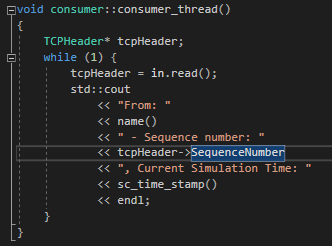 void consumer::consumer_thread()
{
TCPHeader* tcpHeader;
while (1) {
tcpHeader = in.read();
std::cout
<< "From: "
<< name()
<< " - Sequence number: "
<< tcpHeader->SequenceNumber
<< ", Current Simulation Time: "
<< sc_time_stamp()
<< endl;
}
}